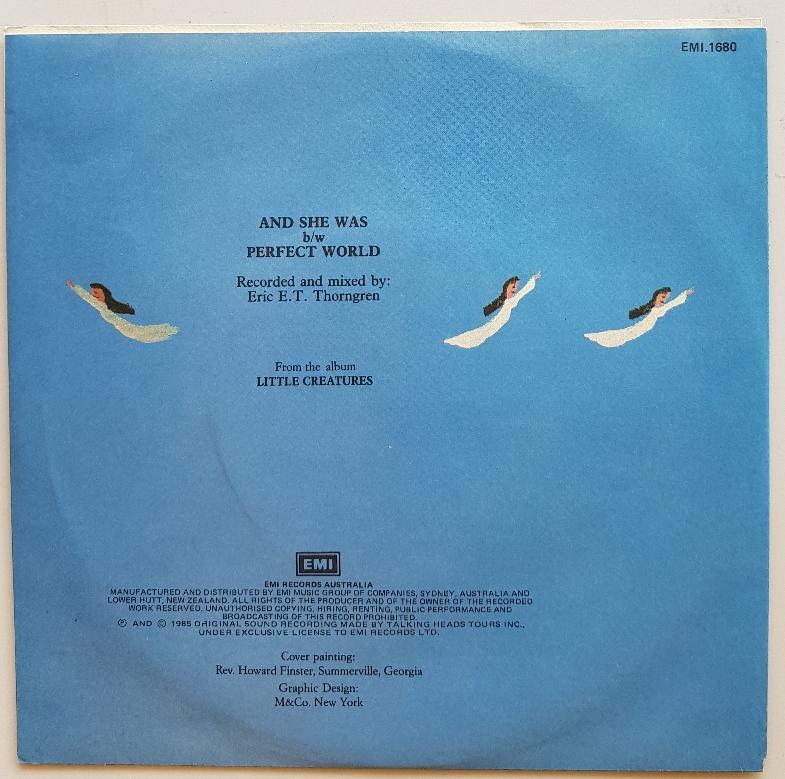 EMI.1680
AND SHE WAS
b/w
PERFECT WORLD
Recorded and mixed by:
Eric E.T. Thorngren
From the album
LITTLE CREATURES
EMI
EMI RECORDS AUSTRALIA
MANUFACTURED AND DISTRIBUTED BY EMI MUSIC GROUP OF COMPANIES, SYDNEY, AUSTRALIA AND
LOWER HUTT, NEW ZEALAND. ALL RIGHTS OF THE PRODUCER AND OF THE OWNER OF THE RECORDED
WORK RESERVED. UNAUTHORISED COPYING, HIRING, RENTING, PUBLIC PERFORMANCE AND
BROADCASTING OF THIS RECORD PROHIBITED.
℗ AND © 1985 ORIGINAL SOUND RECORDING MADE BY TALKING HEADS TOURS INC.,
UNDER EXCLUSIVE LICENSE TO EMI RECORDS LTD.
Cover painting:
Rev. Howard Finster, Summerville, Georgia
Graphic Design:
M&Co. New York